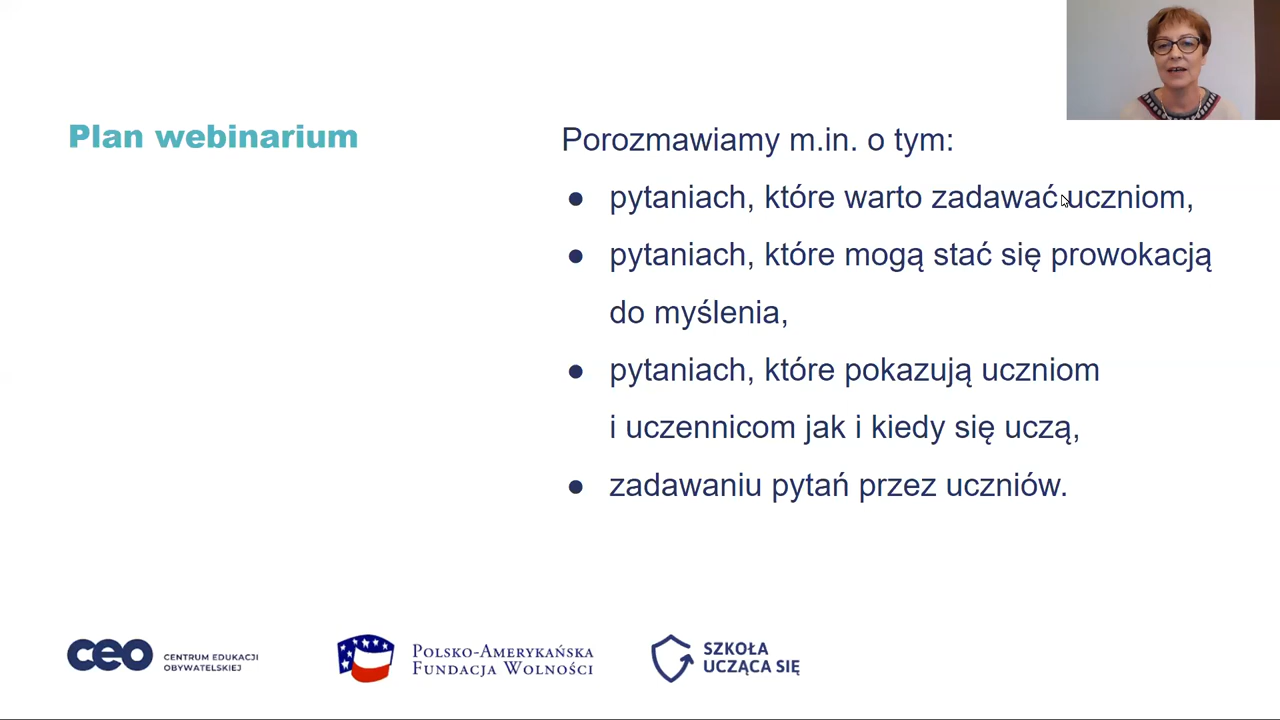 Plan webinarium
Porozmawiamy m.in. o tym:
● pytaniach, które warto zadawać uczniom,
● pytaniach, które mogą stać się prowokacją
do myślenia,
● pytaniach, które pokazują uczniom
i uczennicom jak i kiedy się uczą,
● zadawaniu pytań przez uczniów.
ceo
CENTRUM EDUKACJI
OBYWATELSKIEJ
POLSKO-AMERYKAŃSKA
FUNDACJA WOLNOŚCI
SZKOŁA
UCZĄCA SIĘ